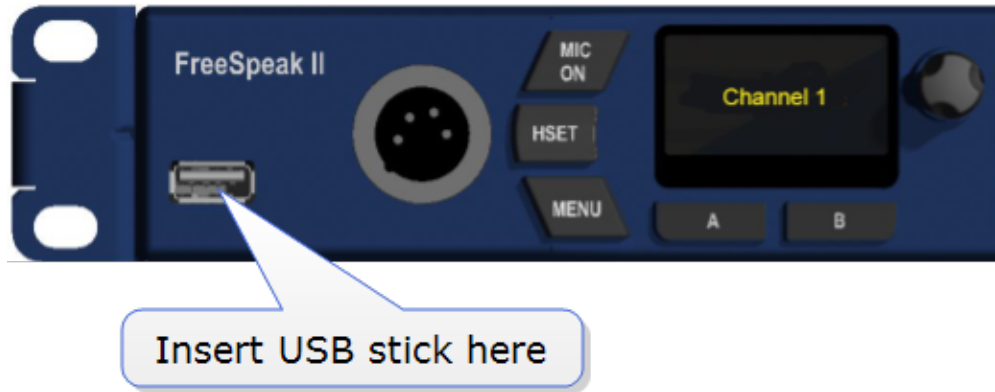 FreeSpeak II
MIC
ON
HSET
MENU
Channel 1
A
B
Insert USB stick here